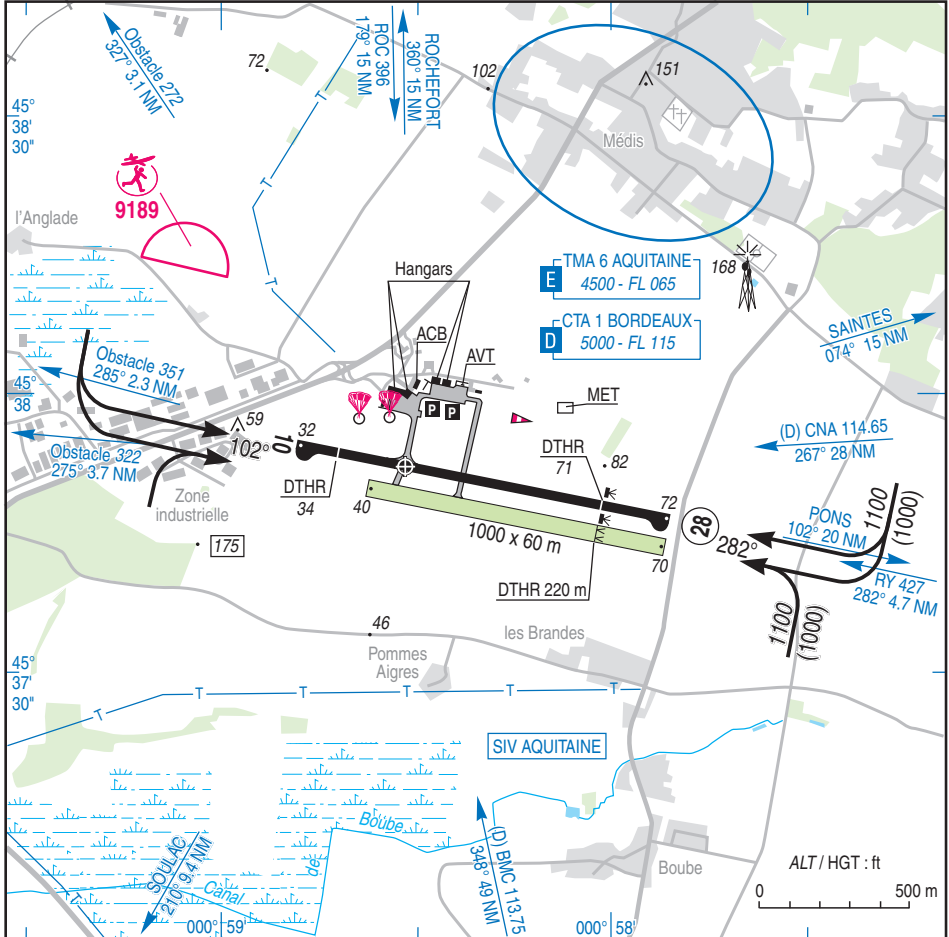 Obstacle 272
327° 3.1 NM
72
179° 15 NM
ROC 396
ROCHEFORT
360° 15 NM
102
151
Médis
45°
38'
30"
9189
l'Anglade
T
T
Hangars
ACB
AVT
E
TMA 6 AQUITAINE
4500 - FL 065
D
CTA 1 BORDEAUX
5000 - FL 115
168
SAINTES
074° 15 NM
Obstacle 351
285° 2.3 NM
45°
38
P
P
MET
59
Obstacle 322
275° 3.7 NM
102°
10
32
DTHR
34
DTHR
71
82
(D) CNA 114.65
267° 28 NM
Zone
industrielle
40
1000 x 60 m
72
28
282°
PONS
102° 20 NM
1100
(1000)
175
70
DTHR 220 m
RY 427
282° 4.7 NM
1100
(1000)
46
les Brandes
Pommes
Aigres
45°
37'
30"
T
T
T
T
T
T
SIV AQUITAINE
SOULAC
210° 9.4 NM
Canal
de
Boube
(D) BMC 113.75
348° 49 NM
Boube
T
ALT / HGT : ft
0
500 m
000° 59'
000° 58'